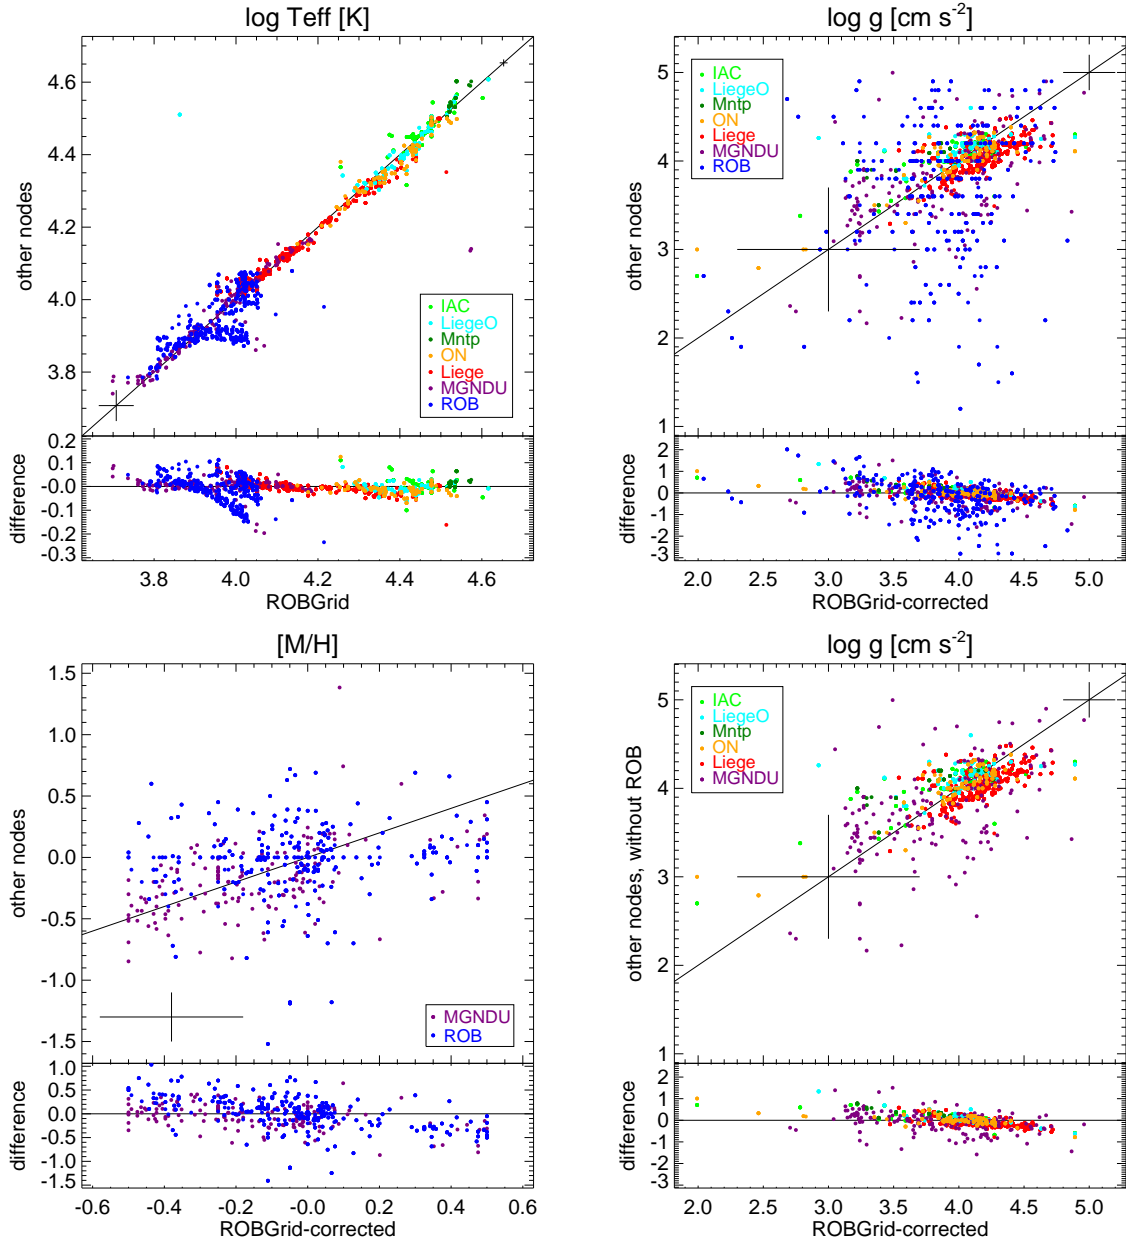 log Teff [K]
4.6
4.4
4.2
4.0
3.8
other nodes
IAC
LiegeO
Mntp
ON
Liege
MGNDU
ROB
0.2
0.1
-0.0
-0.1
-0.2
-0.3
difference
3.8 4.0 4.2 4.4 4.6
ROBGrid
log g [cm s-2]
5
4
3
2
1
other nodes
IAC
LiegeO
Mntp
ON
Liege
MGNDU
ROB
2
1
0
-1
-2
-3
difference
2.0 2.5 3.0 3.5 4.0 4.5 5.0
ROBGrid-corrected
[M/H]
1.5
1.0
0.5
0.0
-0.5
-1.0
-1.5
other nodes
MGNDU
ROB
1.0
0.5
0.0
-0.5
-1.0
-1.5
difference
-0.6 -0.4 -0.2 -0.0 0.2 0.4 0.6
ROBGrid-corrected
log g [cm s-2]
5
4
3
2
1
other nodes, without ROB
IAC
LiegeO
Mntp
ON
Liege
MGNDU
2
1
0
-1
-2
-3
difference
2.0 2.5 3.0 3.5 4.0 4.5 5.0
ROBGrid-corrected